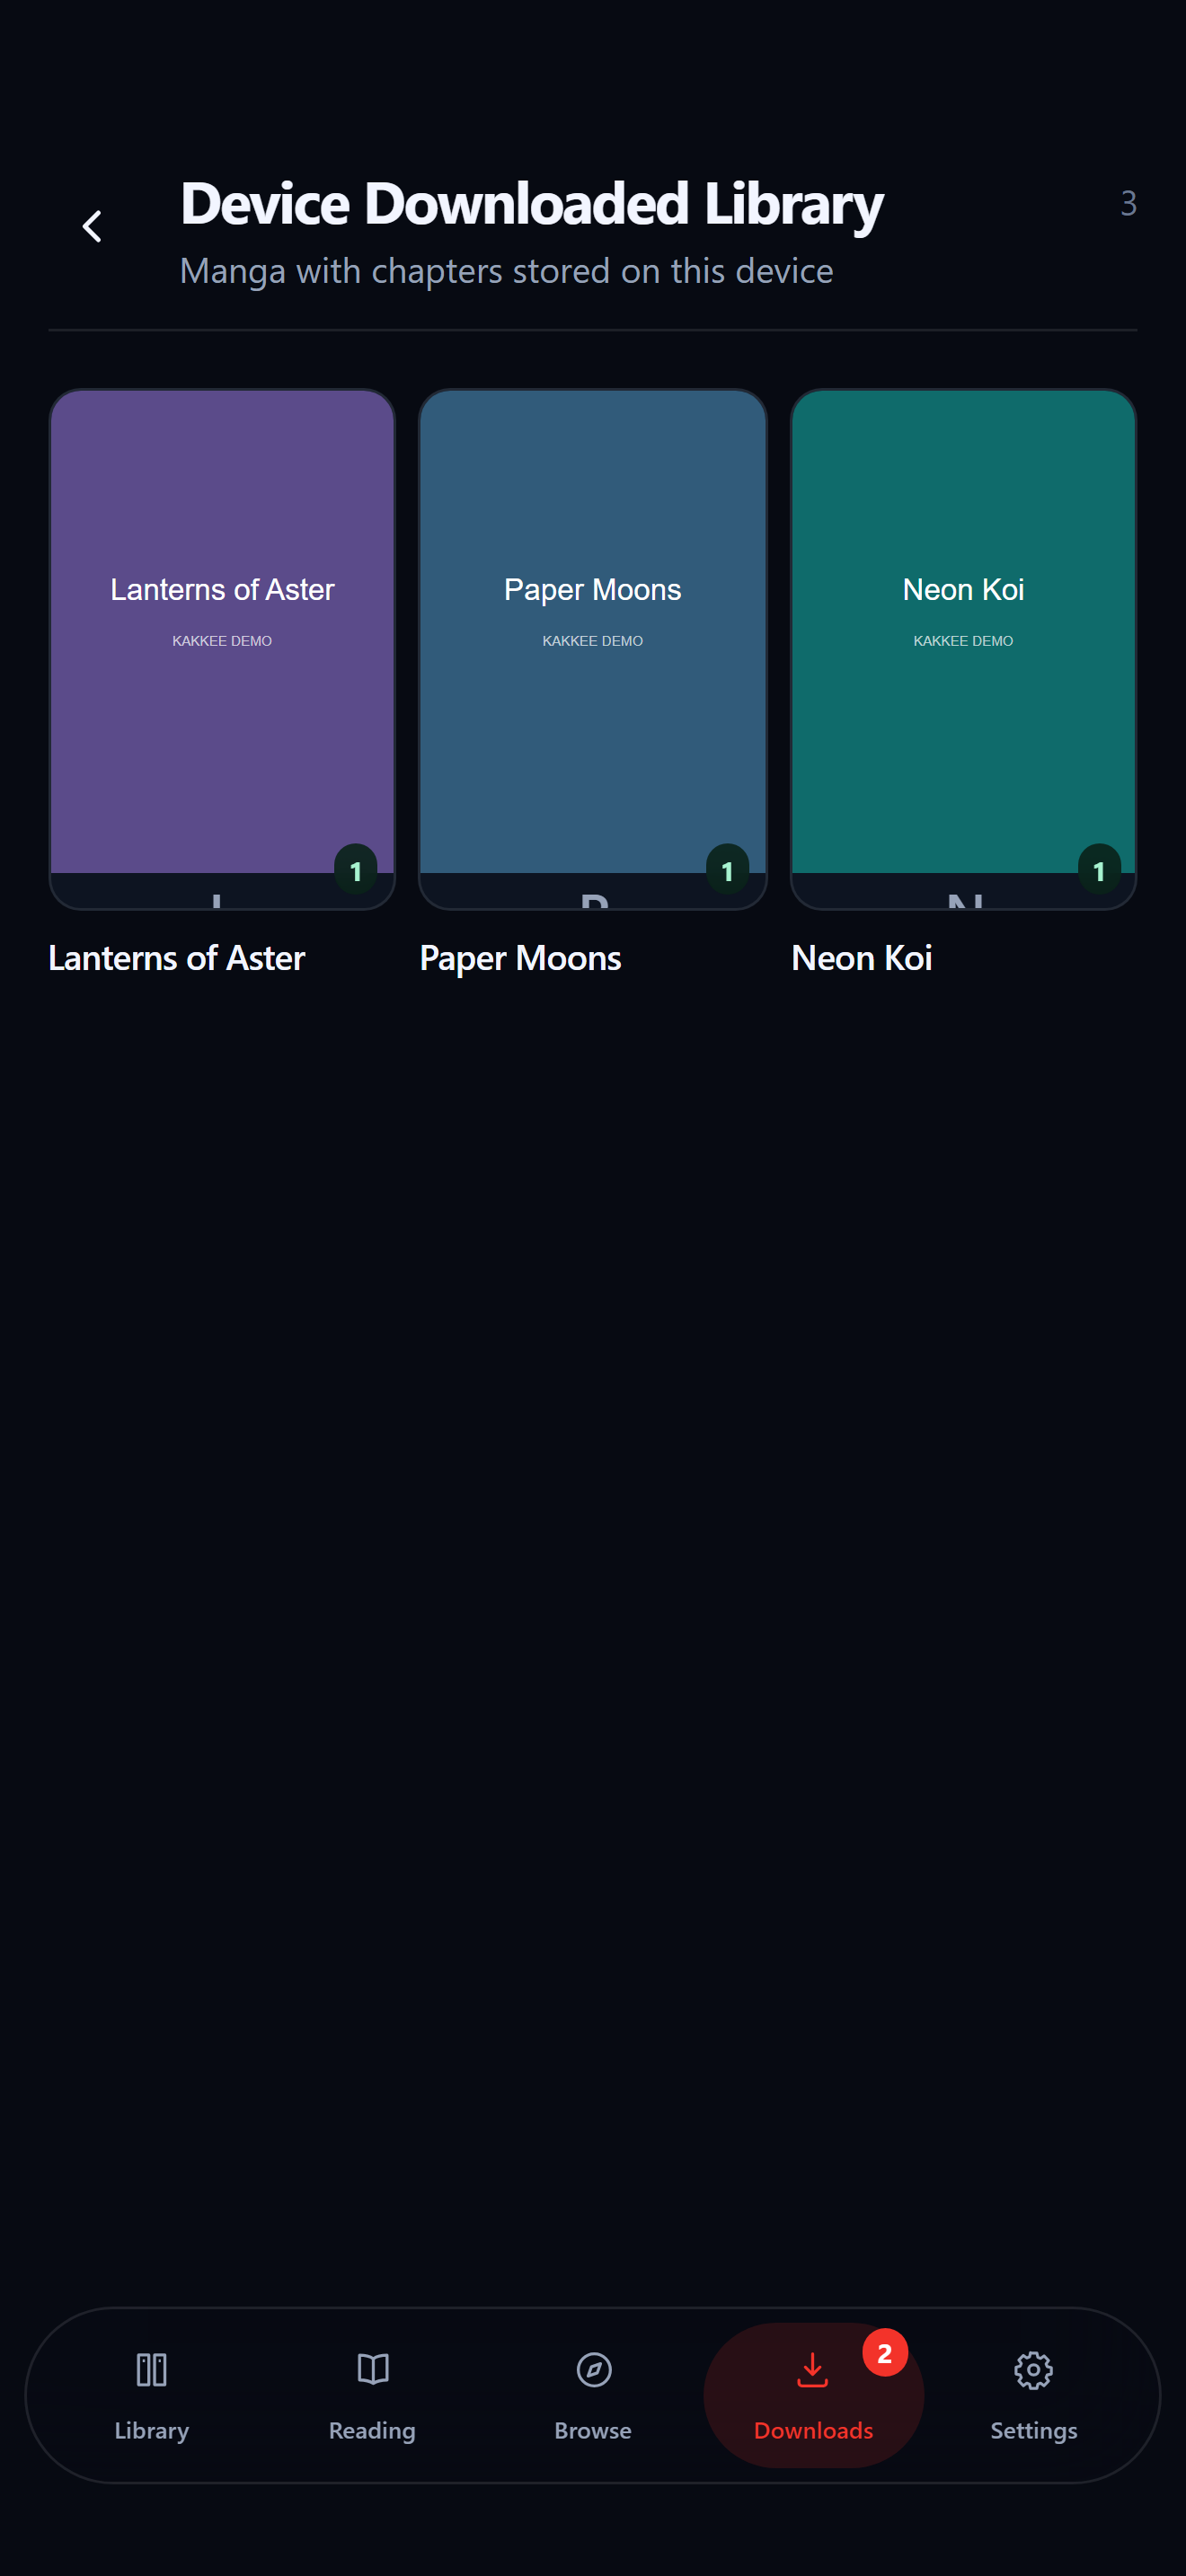 Device Downloaded Library
3
Manga with chapters stored on this device
Lanterns of Aster
KAKKEE DEMO
1
Paper Moons
KAKKEE DEMO
1
Neon Koi
KAKKEE DEMO
1
Lanterns of Aster
Paper Moons
Neon Koi
2
Library
Reading
Browse
Downloads
Settings